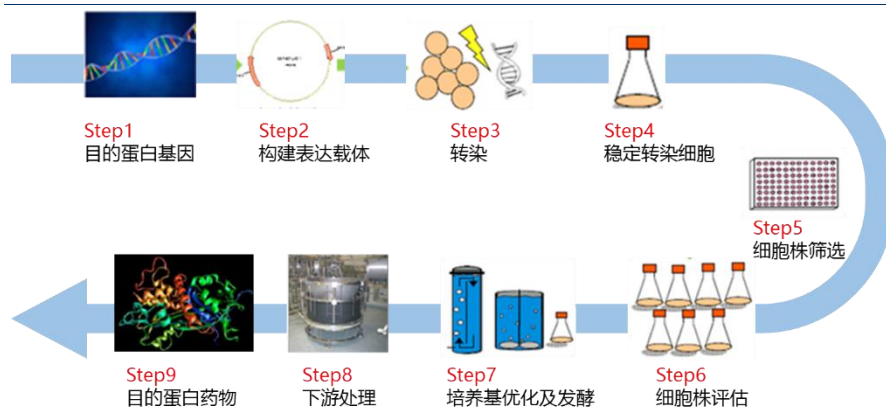 Step1
目的蛋白基因
Step2
构建表达载体
Step3
转染
Step4
稳定转染细胞
Step5
细胞株筛选
Step6
细胞株评估
Step7
培养基优化及发酵
Step8
下游处理
Step9
目的蛋白药物